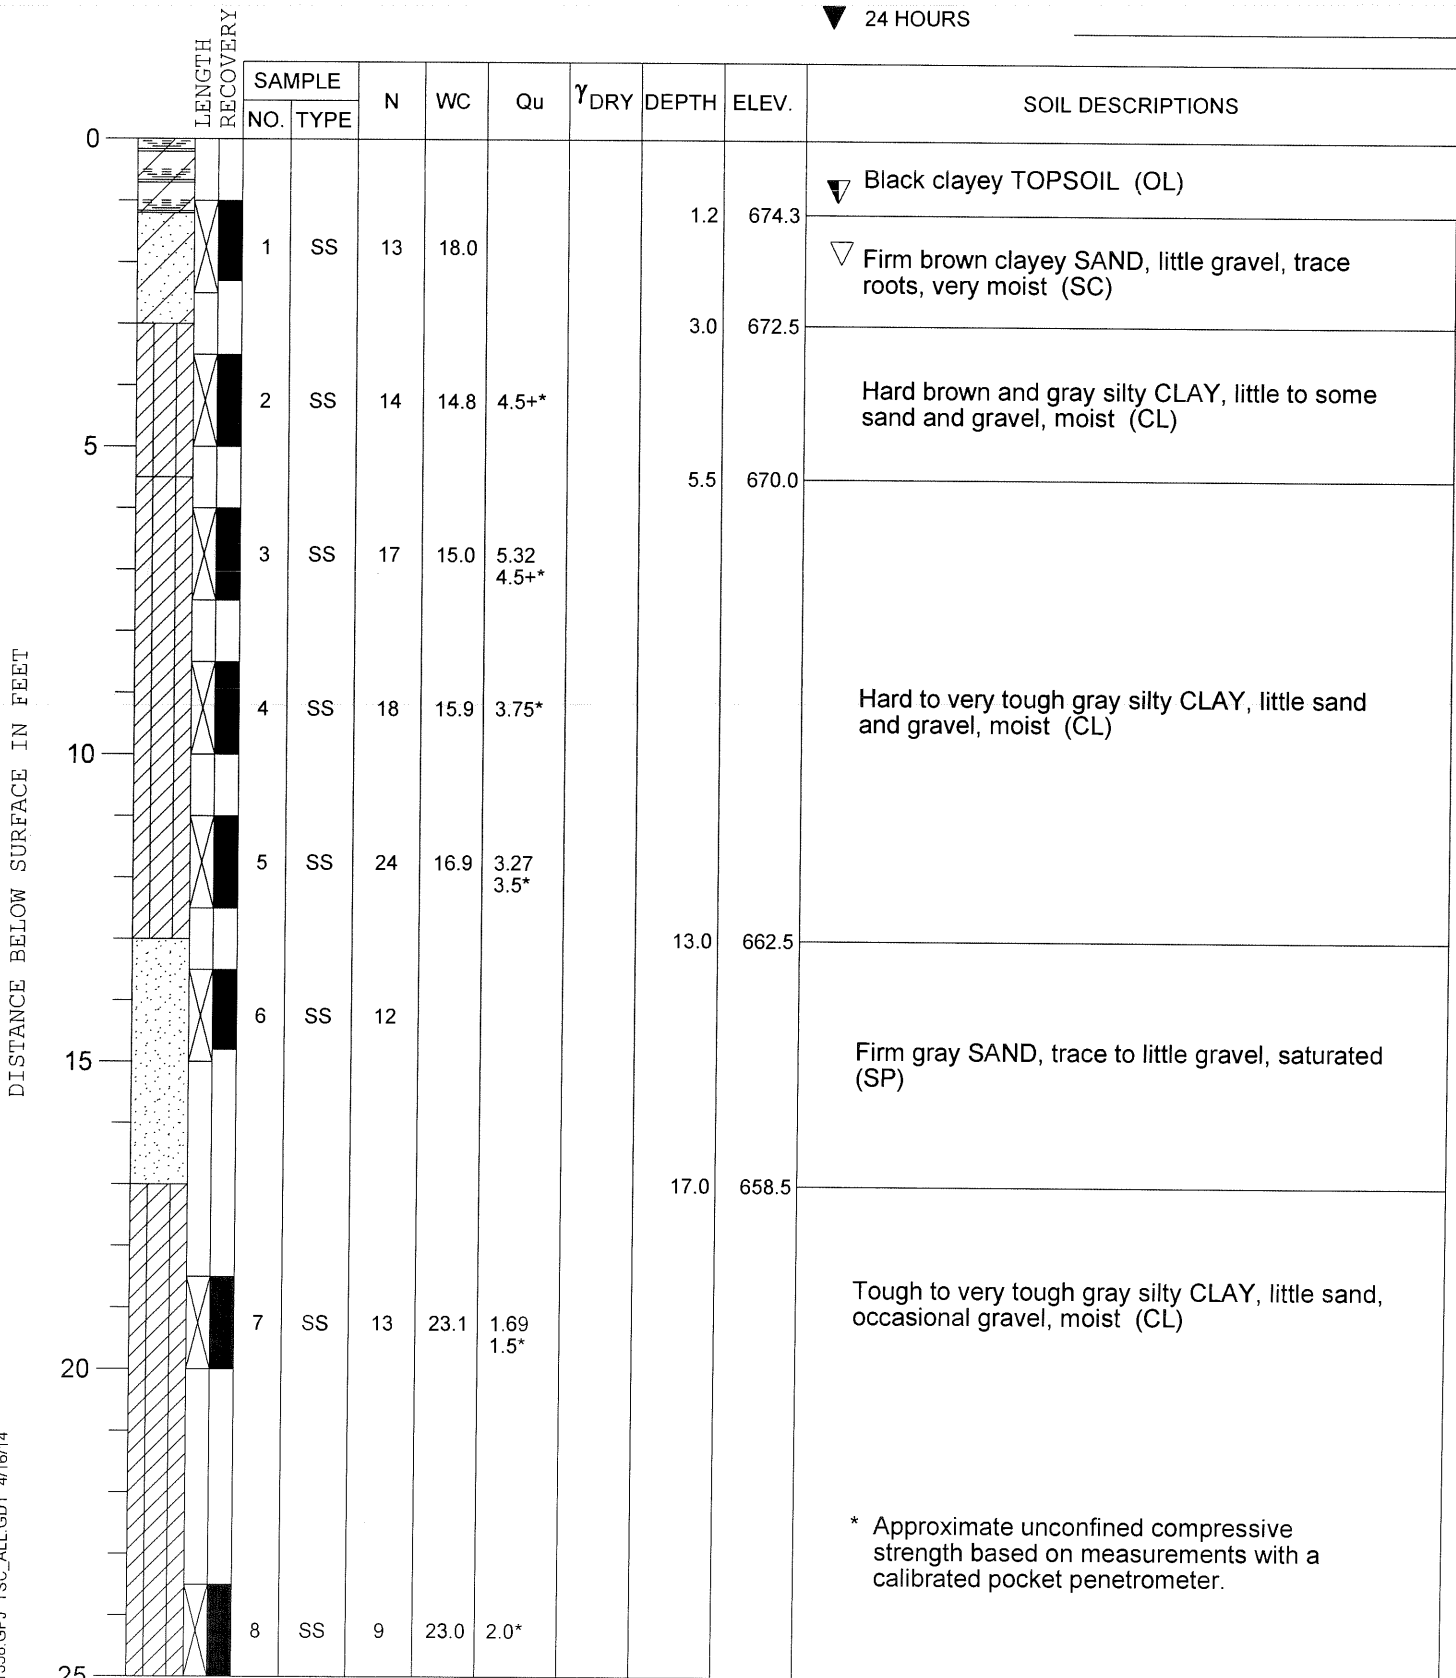 ▼ 24 HOURS
LENGTH
RECOVERY
SAMPLE
NO. TYPE N WC Qu γDRY DEPTH ELEV. SOIL DESCRIPTIONS
0
Black clayey TOPSOIL (OL)
1.2 674.3
1 SS 13 18.0
Firm brown clayey SAND, little gravel, trace
roots, very moist (SC)
3.0 672.5
2 SS 14 14.8 4.5+*
Hard brown and gray silty CLAY, little to some
sand and gravel, moist (CL)
5
5.5 670.0
3 SS 17 15.0 5.32
4.5+*
4 SS 18 15.9 3.75*
Hard to very tough gray silty CLAY, little sand
and gravel, moist (CL)
10
5 SS 24 16.9 3.27
3.5*
13.0 662.5
6 SS 12
Firm gray SAND, trace to little gravel, saturated
(SP)
15
17.0 658.5
7 SS 13 23.1 1.69
1.5*
Tough to very tough gray silty CLAY, little sand,
occasional gravel, moist (CL)
20
* Approximate unconfined compressive
strength based on measurements with a
calibrated pocket penetrometer.
8 SS 9 23.0 2.0*
25
DISTANCE BELOW SURFACE IN FEET
TSC_ALL.GDT 4/16/14